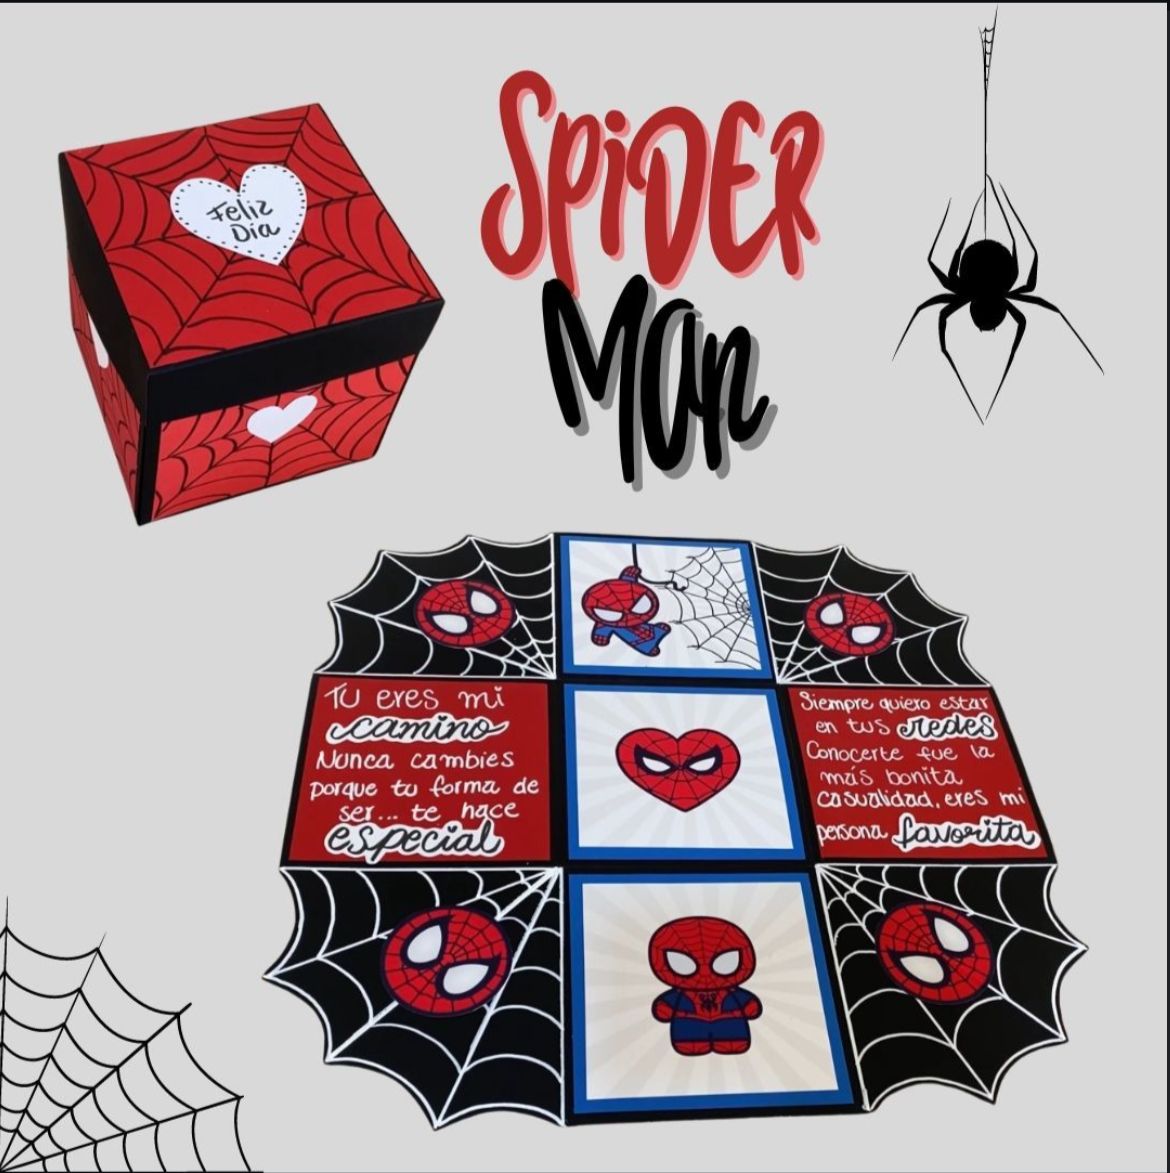 Feliz
Dia
SPiDER
Man
Tu eres mi
camino
Nunca cambies
porque tu forma de
ser... te hace
especial
Siempre quiero estar
en tus redes
Conocerte fue la
más bonita
casualidad, eres mi
persona favorita